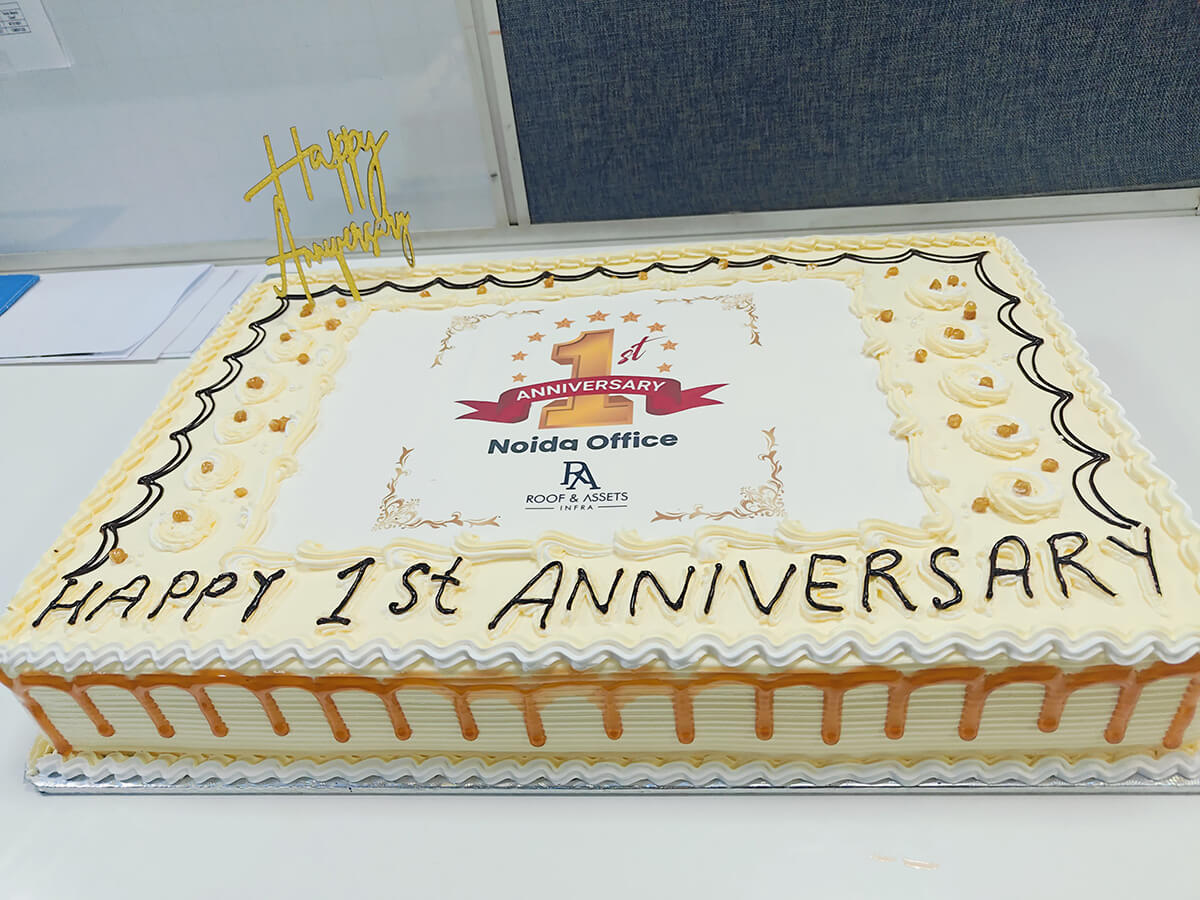 Happy
Anniversary
1st
ANNIVERSARY
Noida Office
RA
ROOF & ASSETS
INFRA
HAPPY 1st ANNIVERSARY